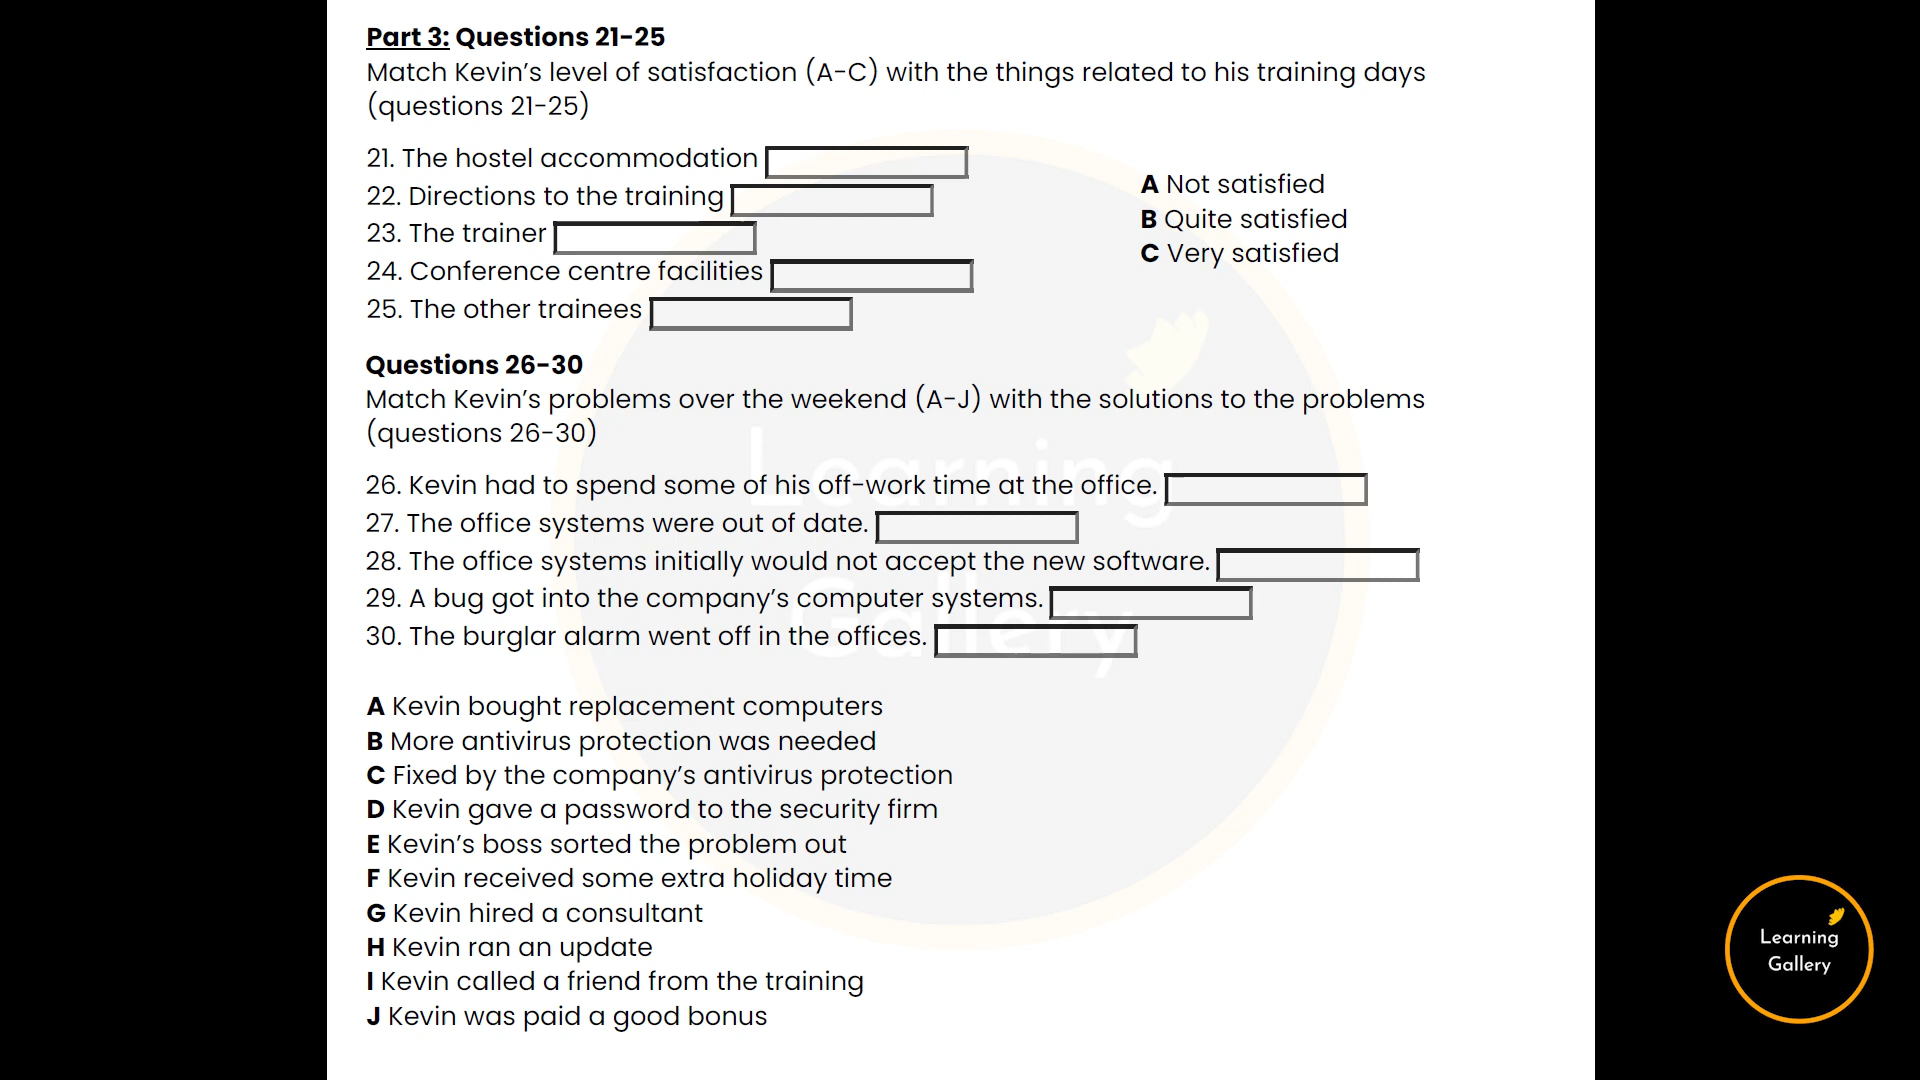 Part 3: Questions 21-25
Match Kevin's level of satisfaction (A-C) with the things related to his training days
(questions 21-25)
21. The hostel accommodation
22. Directions to the training
23. The trainer
24. Conference centre facilities
25. The other trainees
A Not satisfied
B Quite satisfied
C Very satisfied
Questions 26-30
Match Kevin's problems over the weekend (A-J) with the solutions to the problems
(questions 26-30)
26. Kevin had to spend some of his off-work time at the office.
27. The office systems were out of date.
28. The office systems initially would not accept the new software.
29. A bug got into the company's computer systems.
30. The burglar alarm went off in the offices.
A Kevin bought replacement computers
B More antivirus protection was needed
C Fixed by the company's antivirus protection
D Kevin gave a password to the security firm
E Kevin's boss sorted the problem out
F Kevin received some extra holiday time
G Kevin hired a consultant
H Kevin ran an update
I Kevin called a friend from the training
J Kevin was paid a good bonus
Learning
Gallery
Learning
Gallery